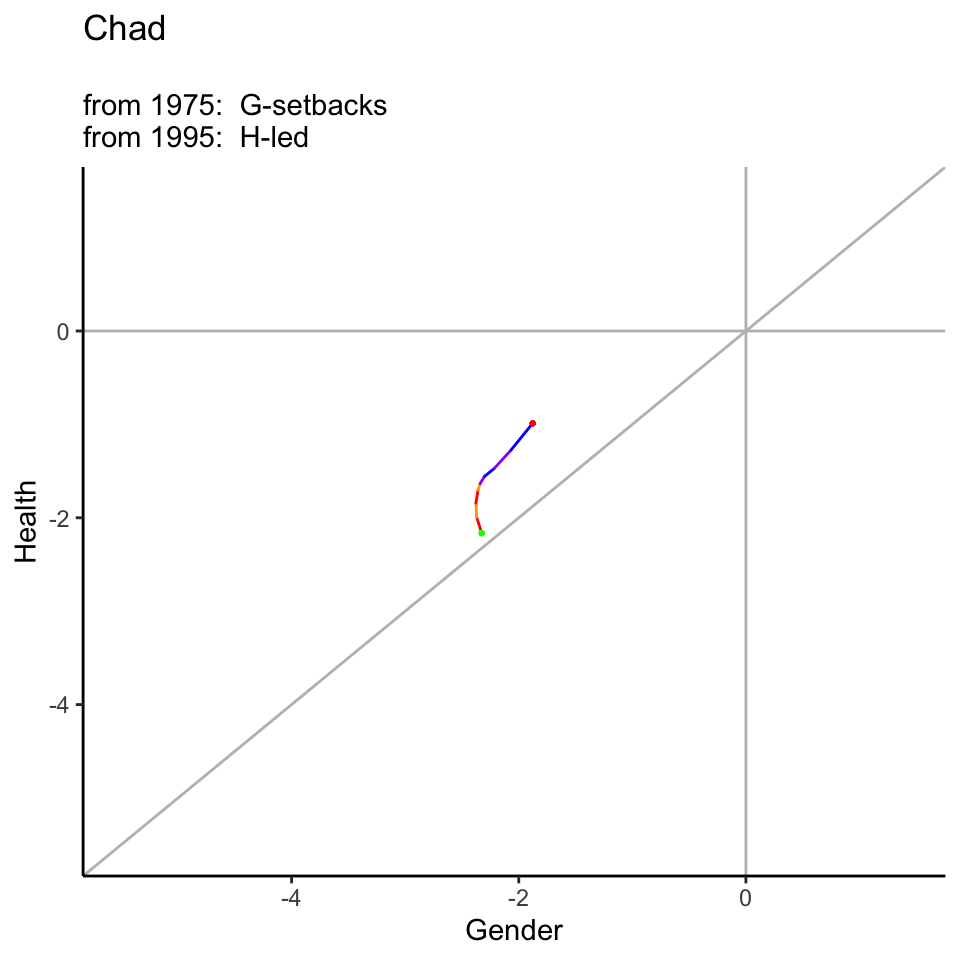 Chad
from 1975:  G-setbacks
from 1995:  H-led
0
-2
-4
Health
-4
-2
0
Gender